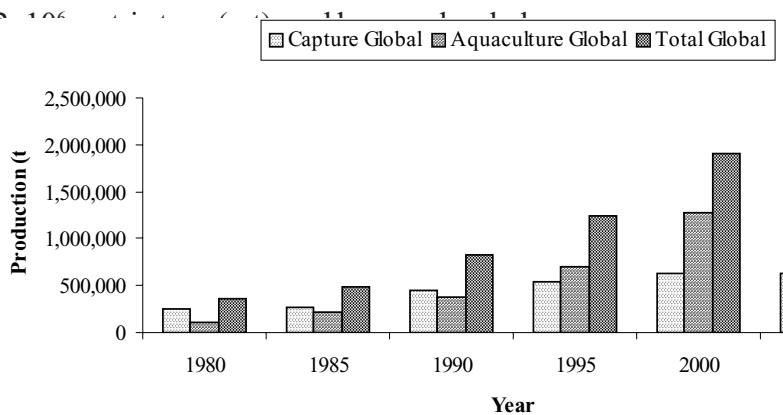 Capture Global Aquaculture Global Total Global
2,500,000
2,000,000
1,500,000
1,000,000
500,000
0
Production (t
1980 1985 1990 1995 2000
Year